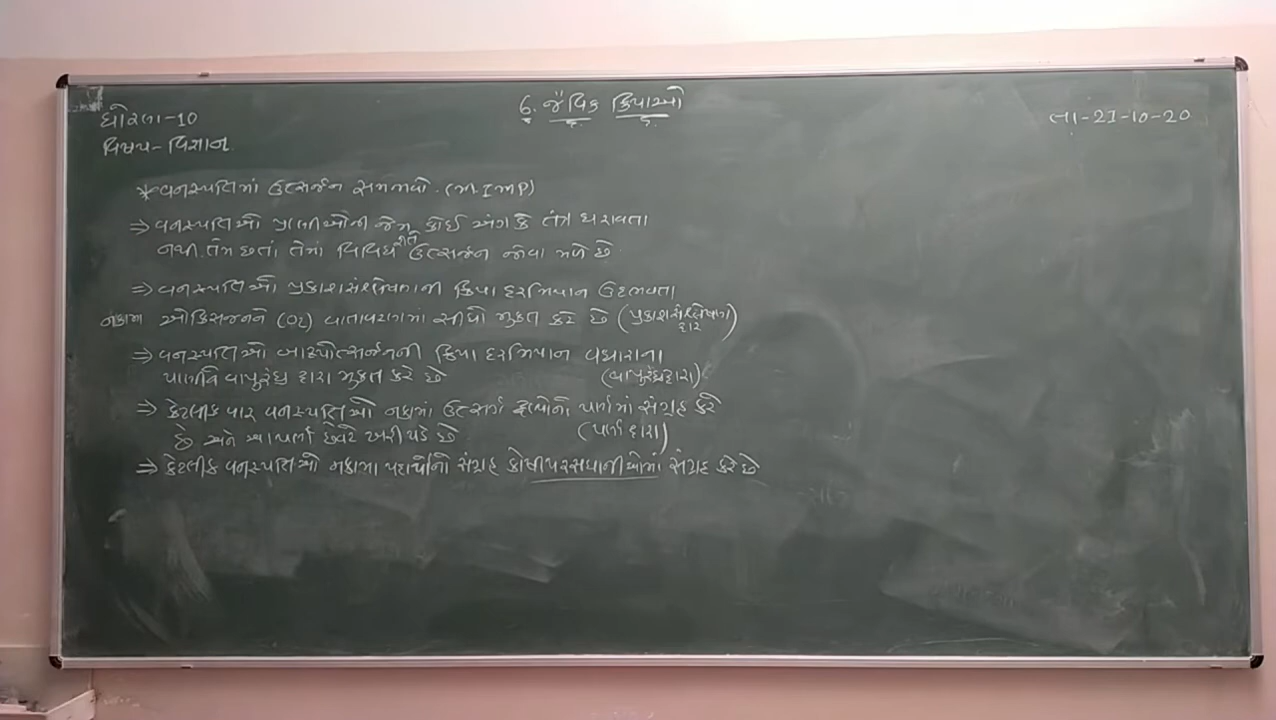 6. જૈવિક ક્રિયાઓ
ધોરણ-10
તા-21-10-20
વિષય- વિજ્ઞાન.
* વનસ્પતિમાં ઉત્સર્જન સમજાવો. (M.IMP)
⇒ વનસ્પતિઓ પ્રાણીઓની જેમ કોઈ અંગ કે તંત્ર ધરાવતા
નથી. તેમ છતાં તેમાં વિવિધ રીતે ઉત્સર્જન જોવા મળે છે.
⇒ વનસ્પતિઓ પ્રકાશસંશ્લેષણની ક્રિયા દરમિયાન ઉદભવતા
નકામા ઓક્સિજનને (O2) વાતાવરણમાં સીધો મુક્ત કરે છે (પ્રકાશસંશ્લેષણ
દ્વારા)
⇒ વનસ્પતિઓ બાષ્પોત્સર્જનની ક્રિયા દરમિયાન વધારાના
પાણીને વાયુરંધ્ર દ્વારા મુક્ત કરે છે (વાયુરંધ્રદ્વારા)
⇒ કેટલીક વાર વનસ્પતિઓ નકામાં ઉત્સર્ગ દ્રવ્યોનો પર્ણમાં સંગ્રહ કરે
છે અને આ પર્ણ છેવટે ખરી પડે છે. (પર્ણ દ્વારા)
⇒ કેટલીક વનસ્પતિઓ નકામા પદાર્થોનો સંગ્રહ કોષીય રસધાનીઓમાં સંગ્રહ કરે છે